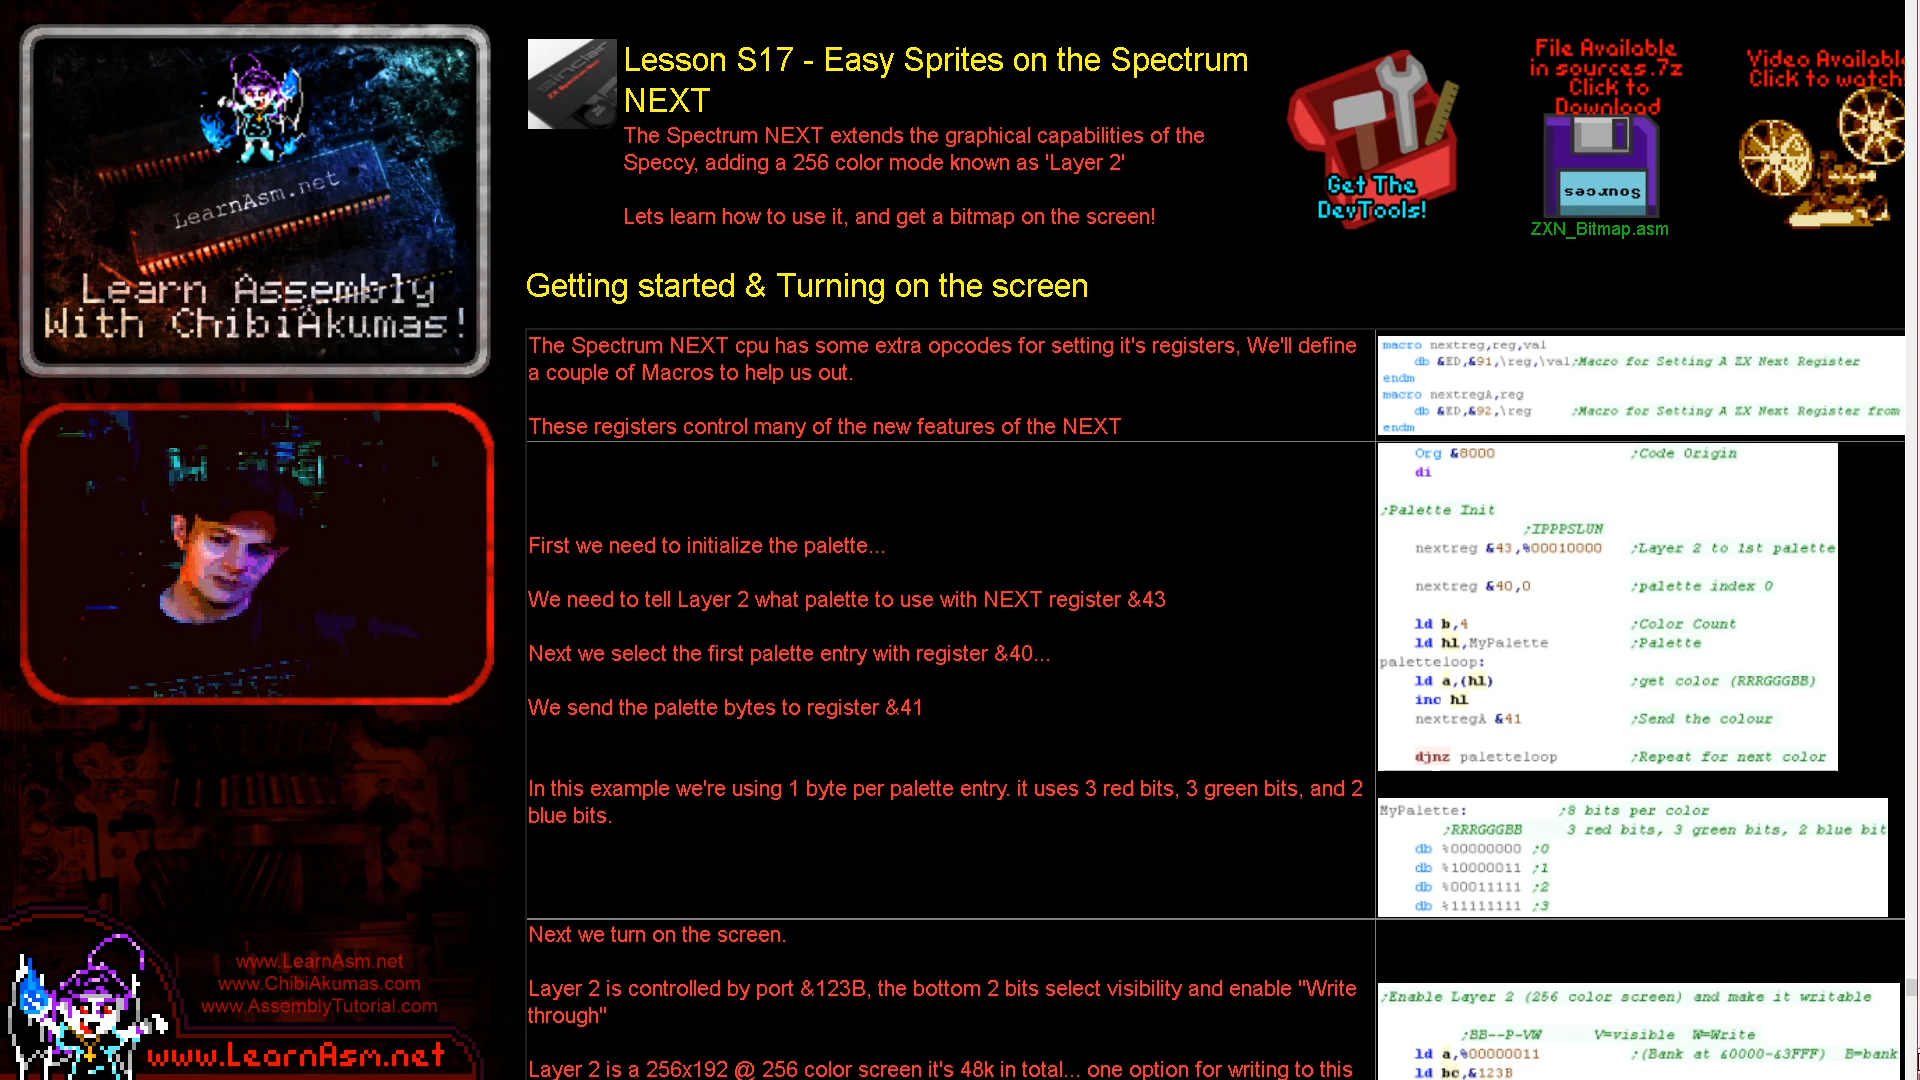 LearnAsm.net
Learn Assembly
With ChibiAkumas!
www.LearnAsm.net
www.ChibiAkumas.com
www.AssemblyTutorial.com
www.LearnAsm.net
sinclair
ZX Spectrum Next
Lesson S17 - Easy Sprites on the Spectrum
NEXT
The Spectrum NEXT extends the graphical capabilities of the
Speccy, adding a 256 color mode known as 'Layer 2'
Lets learn how to use it, and get a bitmap on the screen!
Get The
DevTools!
File Available
in sources.7z
Click to
Download
Sources
ZXN_Bitmap.asm
Video Available
Click to watch!
Getting started & Turning on the screen
The Spectrum NEXT cpu has some extra opcodes for setting it's registers, We'll define
a couple of Macros to help us out.
These registers control many of the new features of the NEXT
macro nextreg,reg,val
db &ED,&91,\reg,\val;Macro for Setting A ZX Next Register
endm
macro nextregA,reg
db &ED,&92,\reg ;Macro for Setting A ZX Next Register from
endm
First we need to initialize the palette...
We need to tell Layer 2 what palette to use with NEXT register &43
Next we select the first palette entry with register &40...
We send the palette bytes to register &41
In this example we're using 1 byte per palette entry. it uses 3 red bits, 3 green bits, and 2
blue bits.
Org &8000 ;Code Origin
di
;Palette Init
;IPPPSLUN
nextreg &43,%00010000 ;Layer 2 to 1st palette
nextreg &40,0 ;palette index 0
ld b,4 ;Color Count
ld hl,MyPalette ;Palette
paletteloop:
ld a,(hl) ;get color (RRRGGGBB)
inc hl
nextregA &41 ;Send the colour
djnz paletteloop ;Repeat for next color
MyPalette: ;8 bits per color
;RRRGGGBB 3 red bits, 3 green bits, 2 blue bit
db %00000000 ;0
db %10000011 ;1
db %00011111 ;2
db %11111111 ;3
Next we turn on the screen.
Layer 2 is controlled by port &123B, the bottom 2 bits select visibility and enable "Write
through"
Layer 2 is a 256x192 @ 256 color screen it's 48k in total... one option for writing to this
;Enable Layer 2 (256 color screen) and make it writable
;BB--P-VW V=visible W=Write
ld a,%00000011 ;(Bank at &0000-&3FFF) B=bank
ld bc,&123B